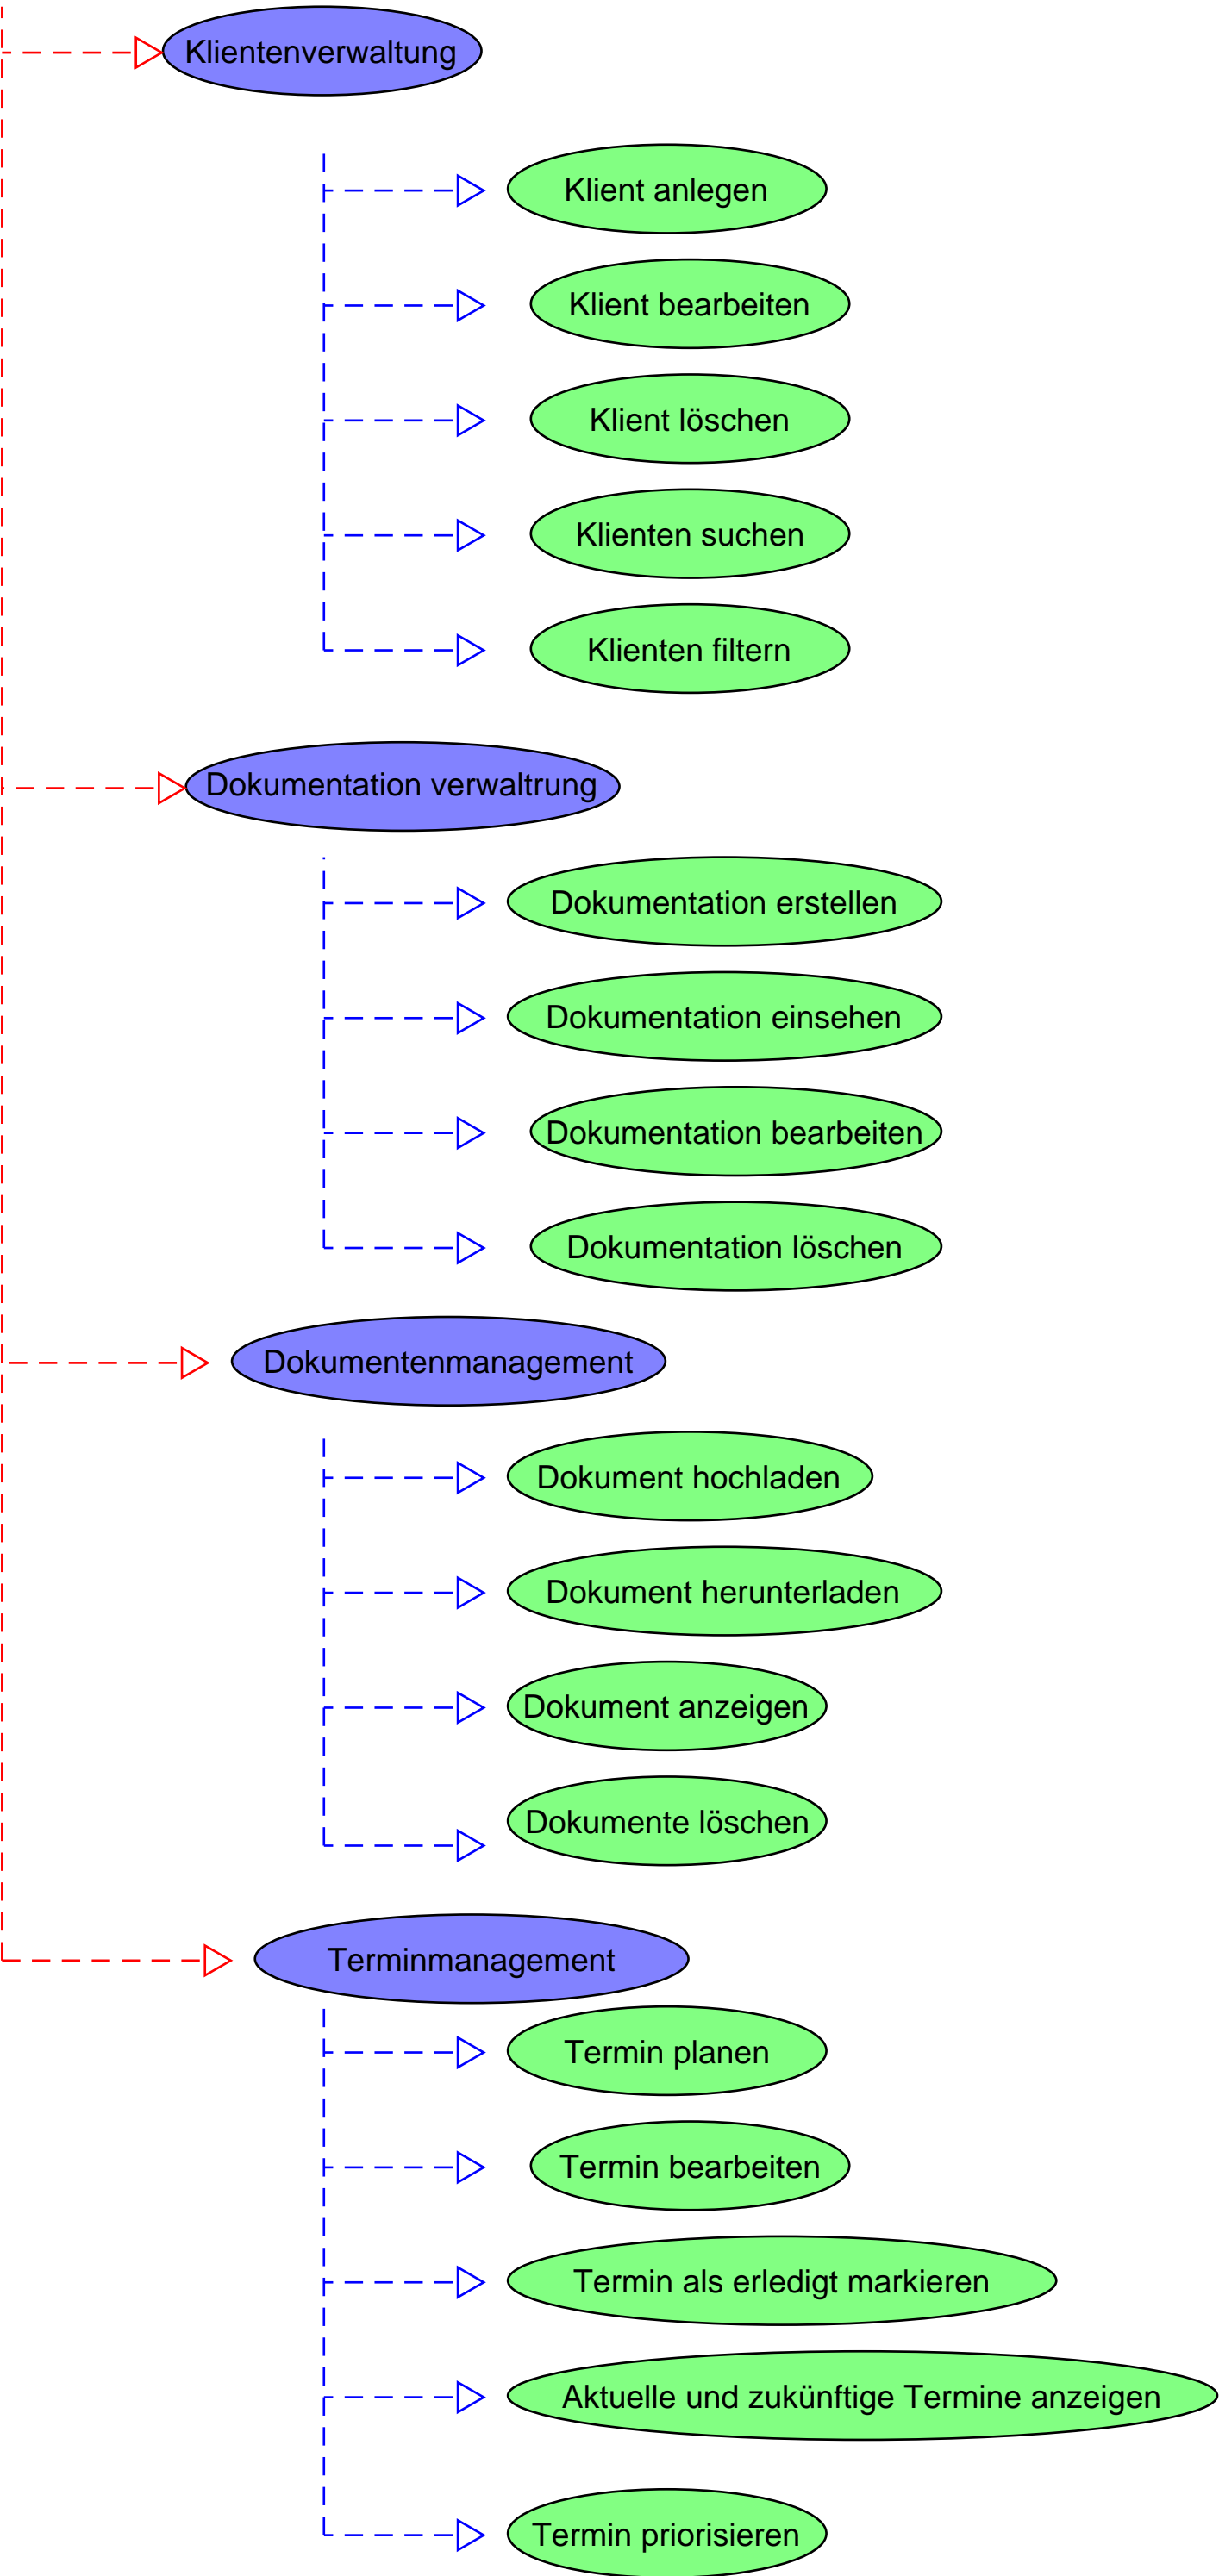 Klientenverwaltung
Klient anlegen
Klient bearbeiten
Klient löschen
Klienten suchen
Klienten filtern
Dokumentation verwaltrung
Dokumentation erstellen
Dokumentation einsehen
Dokumentation bearbeiten
Dokumentation löschen
Dokumentenmanagement
Dokument hochladen
Dokument herunterladen
Dokument anzeigen
Dokumente löschen
Terminmanagement
Termin planen
Termin bearbeiten
Termin als erledigt markieren
Aktuelle und zukünftige Termine anzeigen
Termin priorisieren